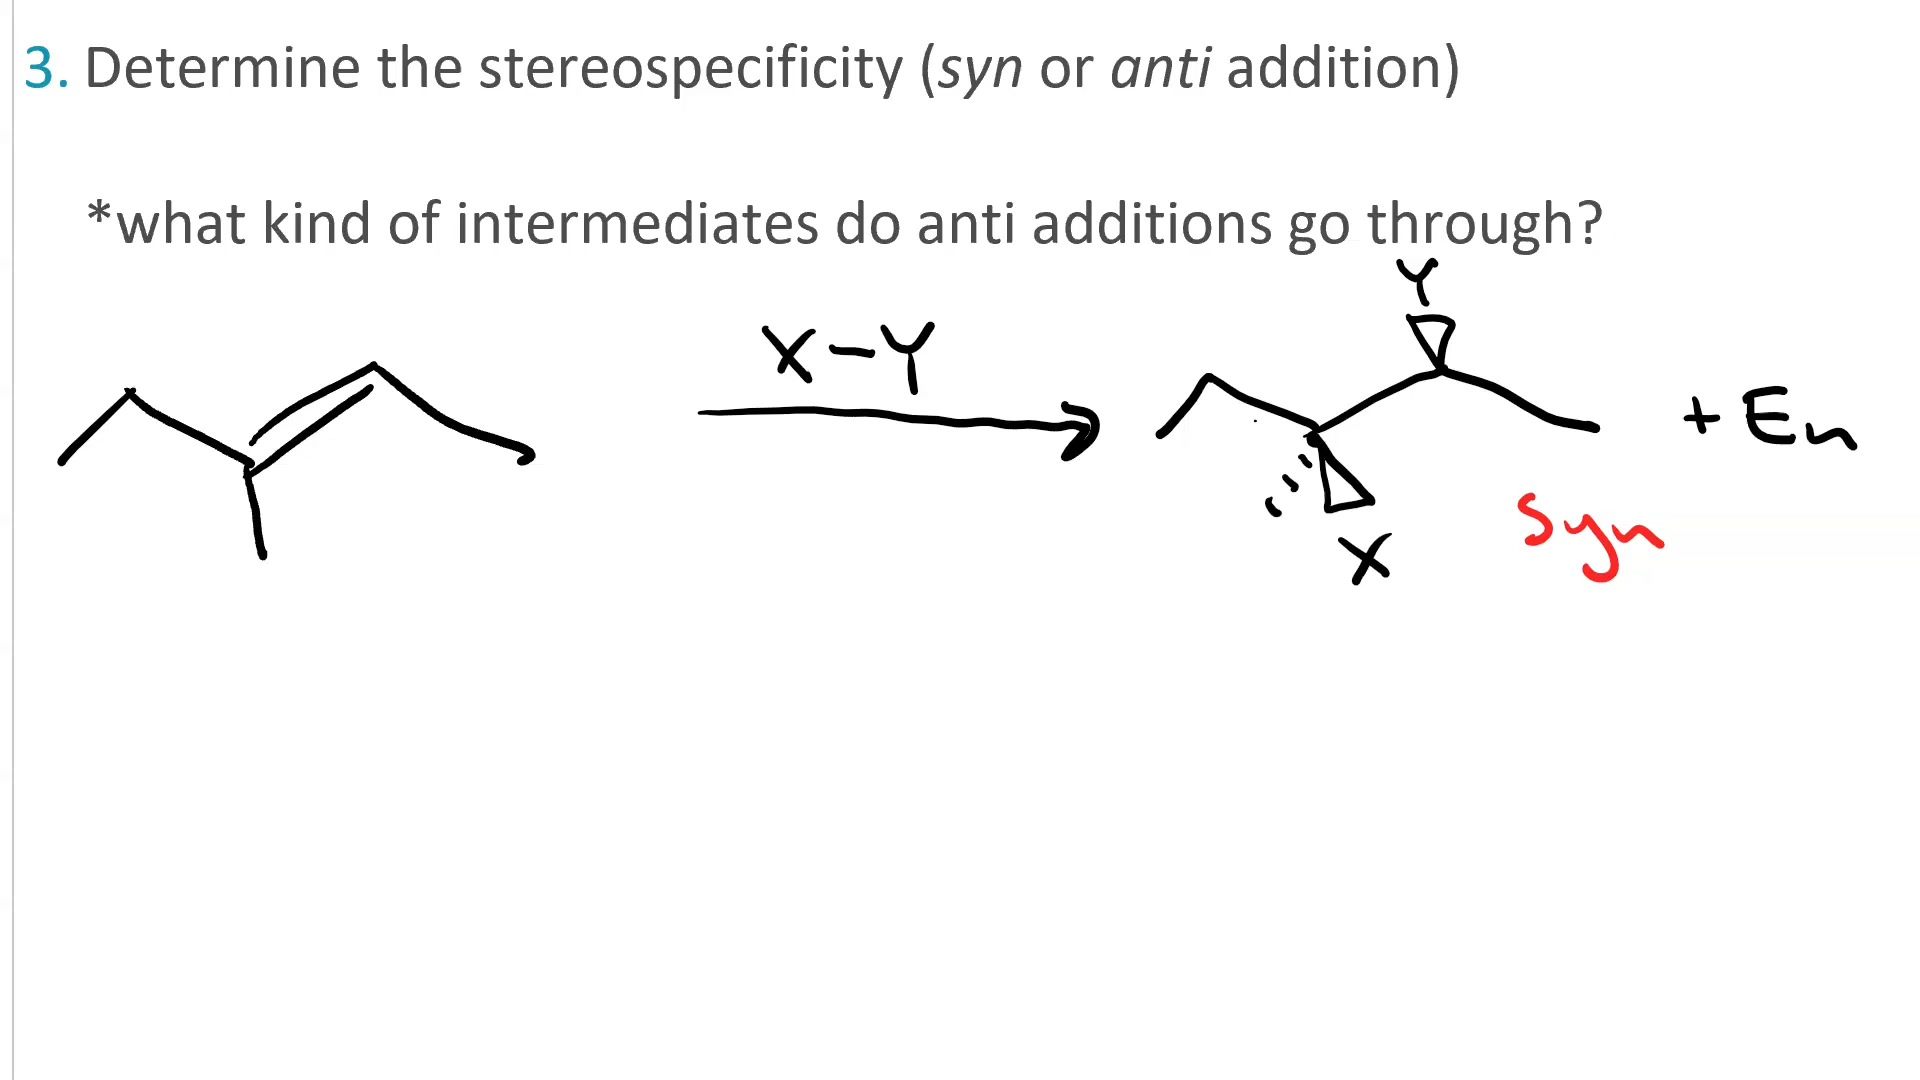 3. Determine the stereospecificity (syn or anti addition)
*what kind of intermediates do anti additions go through?
Y
X-Y
+ En
Syn
X